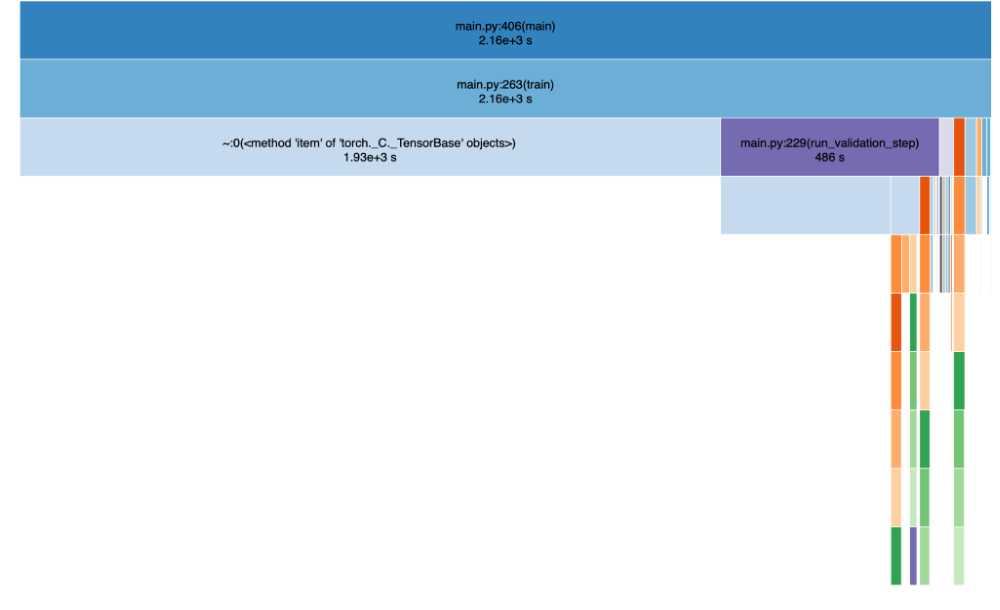 main.py:406(main)
2.16e+3 s
main.py:263(train)
2.16e+3 s
~:0(<method 'item' of 'torch._C._TensorBase' objects>)
1.93e+3 s
main.py:229(run_validation_step)
486 s